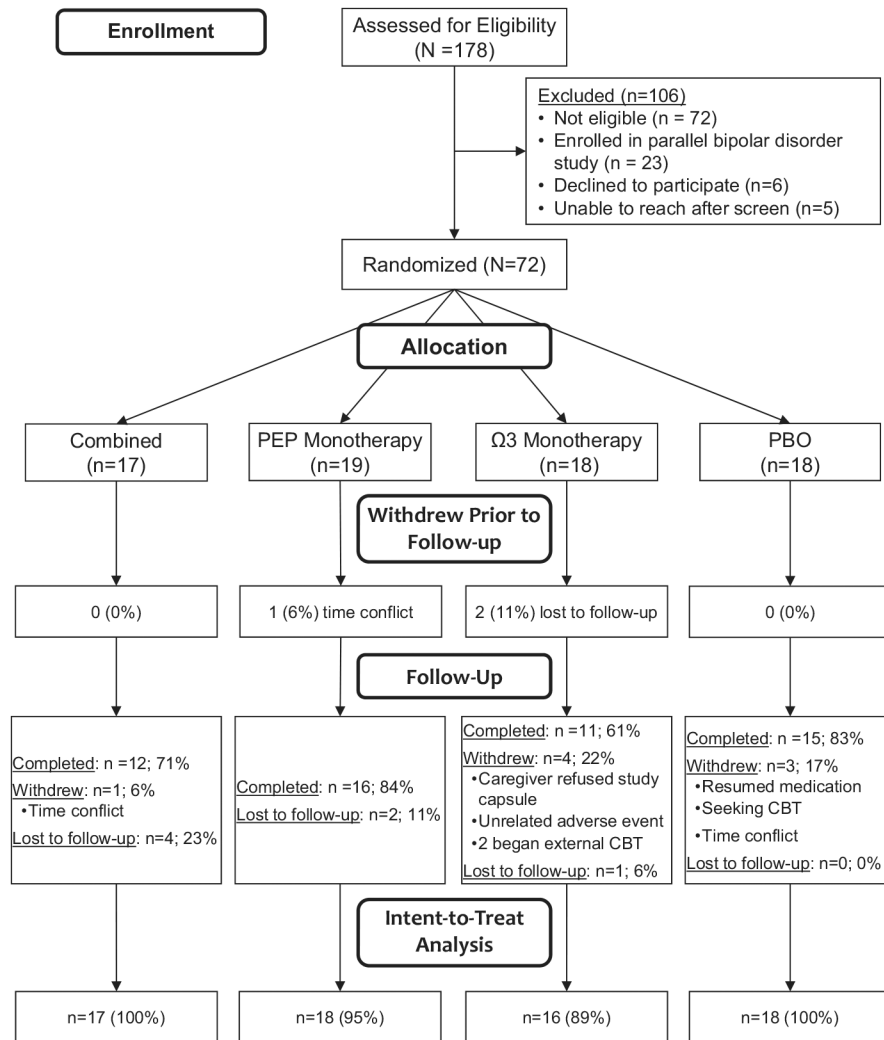 Enrollment
Assessed for Eligibility
(N =178)
Excluded (n=106)
• Not eligible (n = 72)
• Enrolled in parallel bipolar disorder
study (n = 23)
• Declined to participate (n=6)
• Unable to reach after screen (n=5)
Randomized (N=72)
Allocation
Combined
(n=17)
PEP Monotherapy
(n=19)
Ω3 Monotherapy
(n=18)
PBO
(n=18)
Withdrew Prior to
Follow-up
0 (0%)
1 (6%) time conflict
2 (11%) lost to follow-up
0 (0%)
Follow-Up
Completed: n =12; 71%
Withdrew: n=1; 6%
•Time conflict
Lost to follow-up: n=4; 23%
Completed: n =16; 84%
Lost to follow-up: n=2; 11%
Completed: n =11; 61%
Withdrew: n=4; 22%
•Caregiver refused study
capsule
•Unrelated adverse event
•2 began external CBT
Lost to follow-up: n=1; 6%
Completed: n =15; 83%
Withdrew: n=3; 17%
•Resumed medication
•Seeking CBT
•Time conflict
Lost to follow-up: n=0; 0%
Intent-to-Treat
Analysis
n=17 (100%)
n=18 (95%)
n=16 (89%)
n=18 (100%)